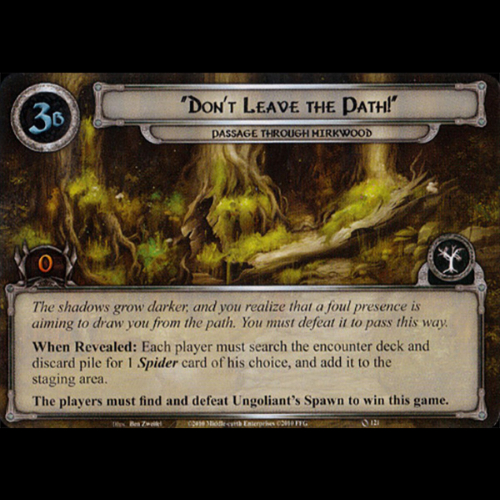 3B
"Don't Leave the Path!"
Passage Through Mirkwood
0
The shadows grow darker, and you realize that a foul presence is
aiming to draw you from the path. You must defeat it to pass this way.
When Revealed: Each player must search the encounter deck and
discard pile for 1 Spider card of his choice, and add it to the
staging area.
The players must find and defeat Ungoliant's Spawn to win this game.
Illus. Ben Zweifel ©2010 Middle-earth Enterprises ©2010 FFG 121